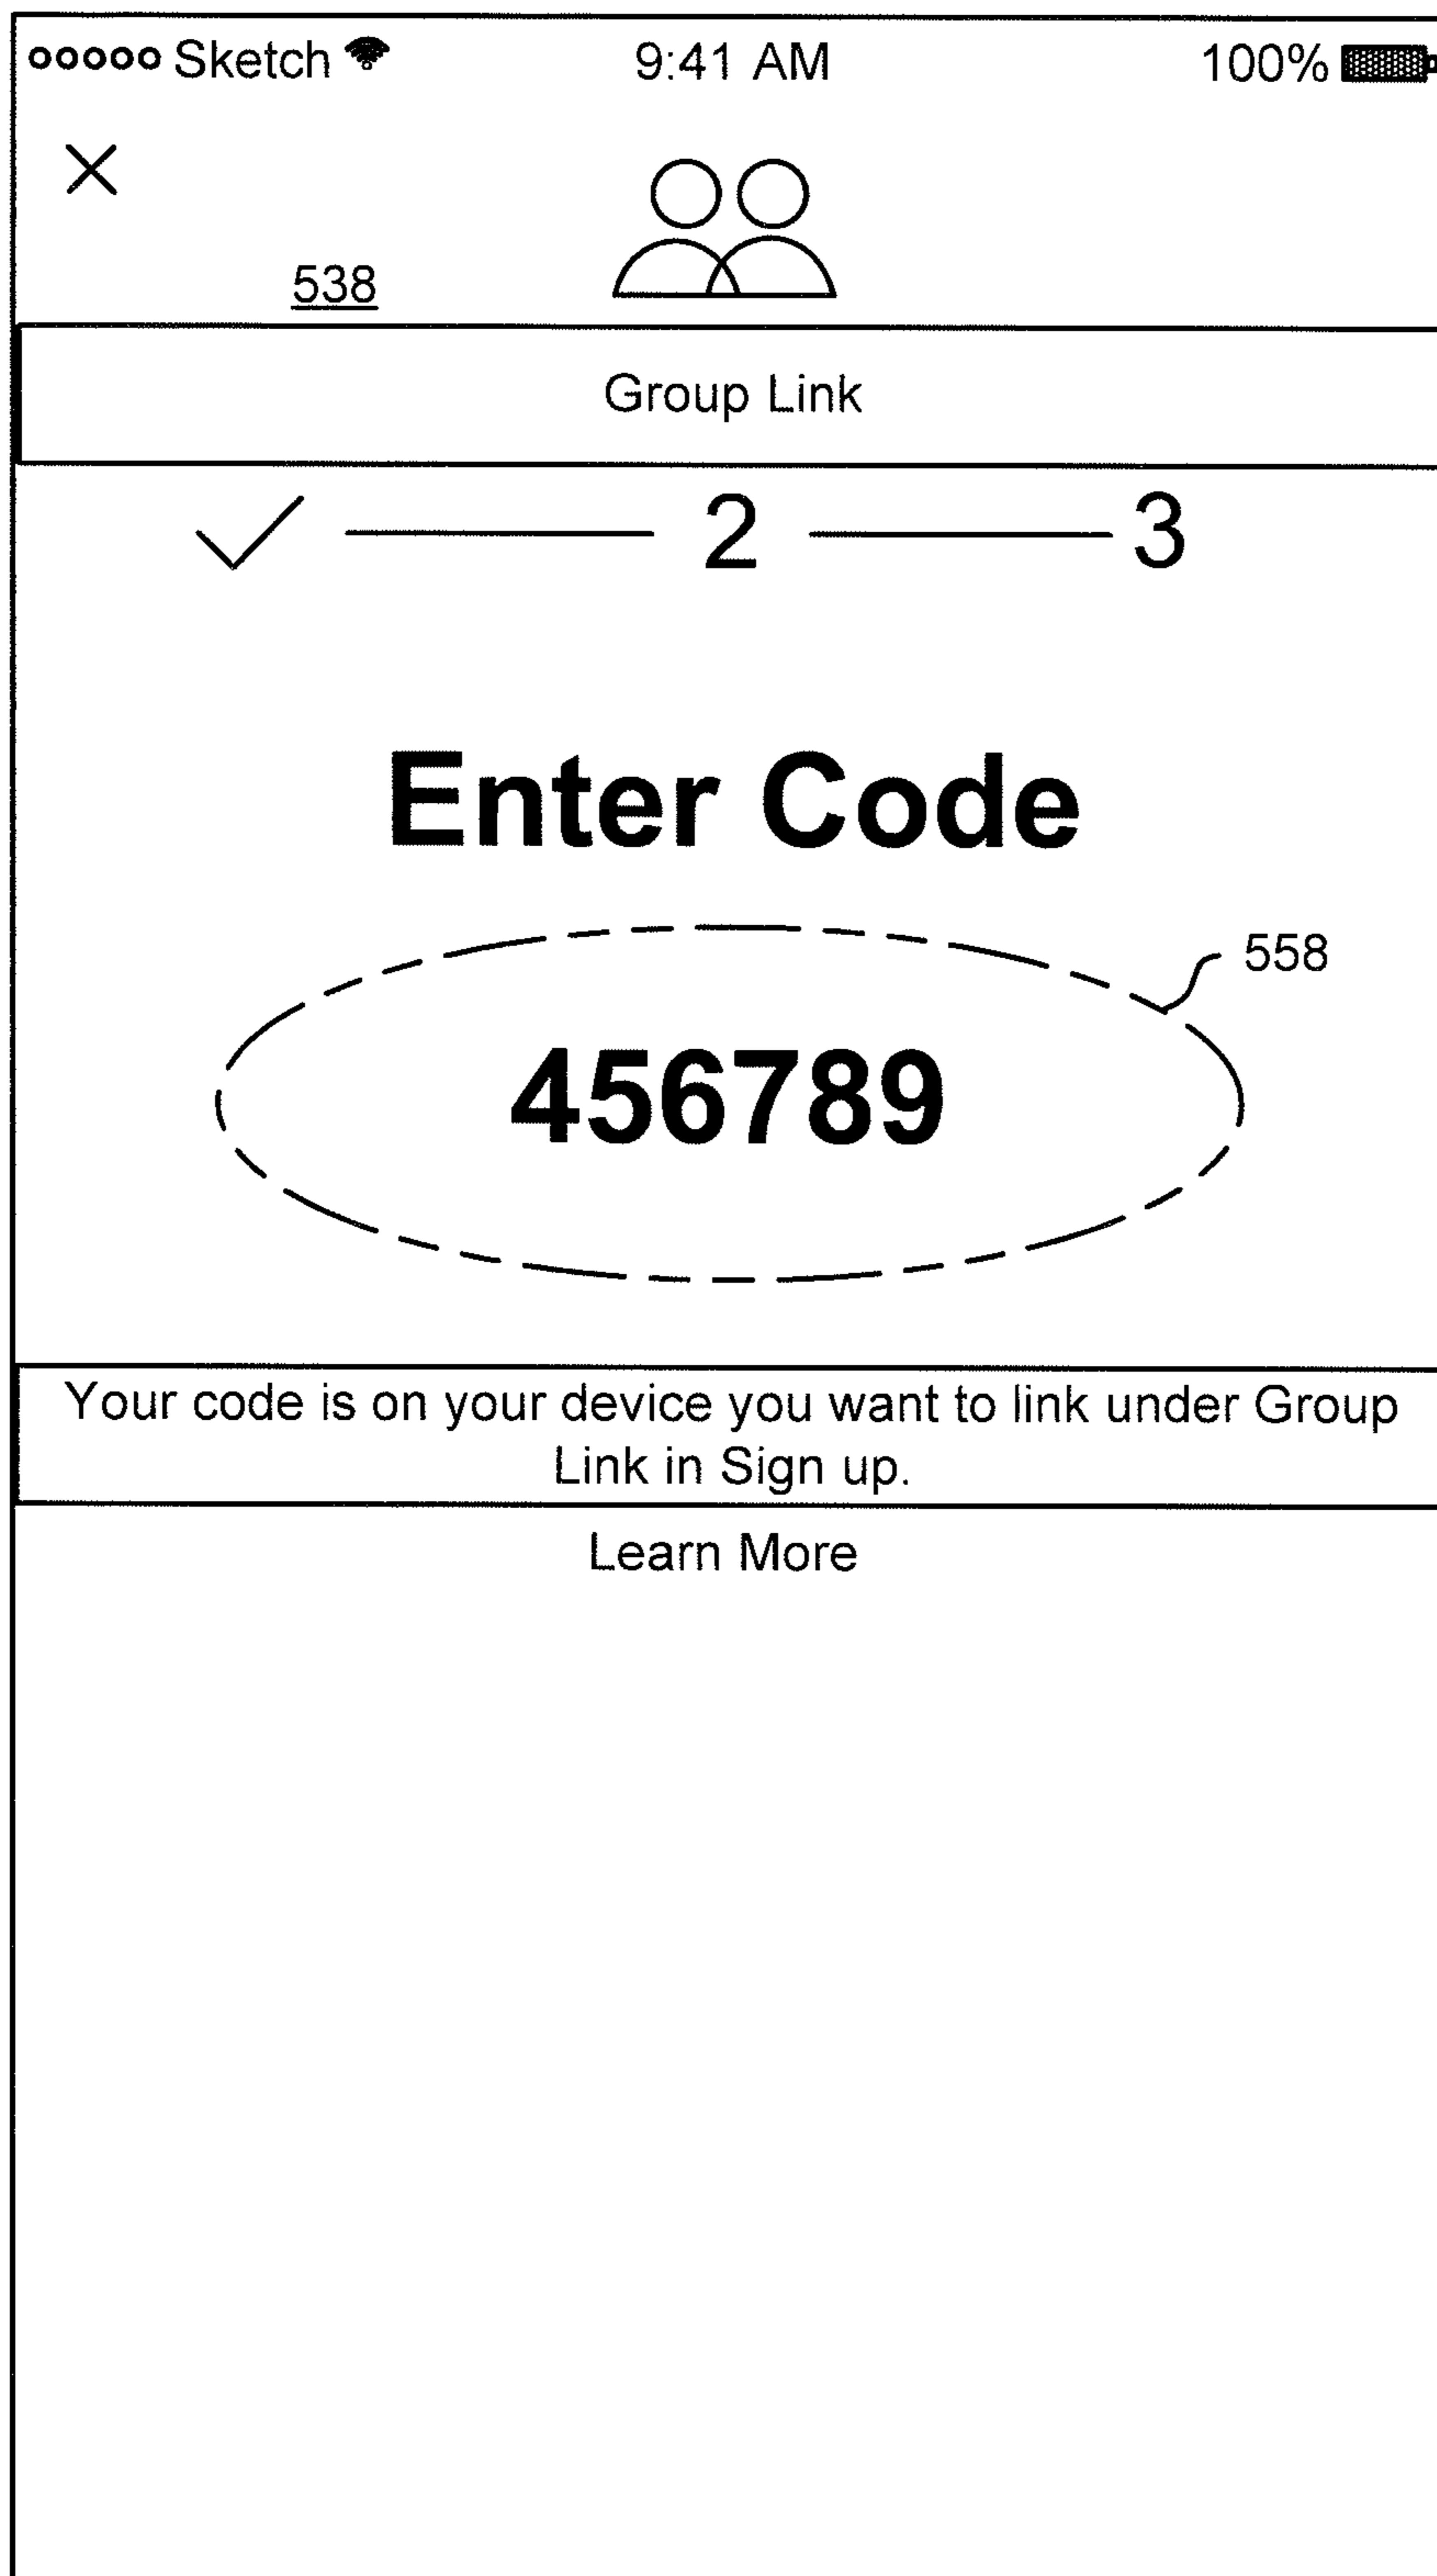 Sketch 9:41 AM 100%
538
Group Link
2 3
Enter Code
558
456789
Your code is on your device you want to link under Group
Link in Sign up.
Learn More